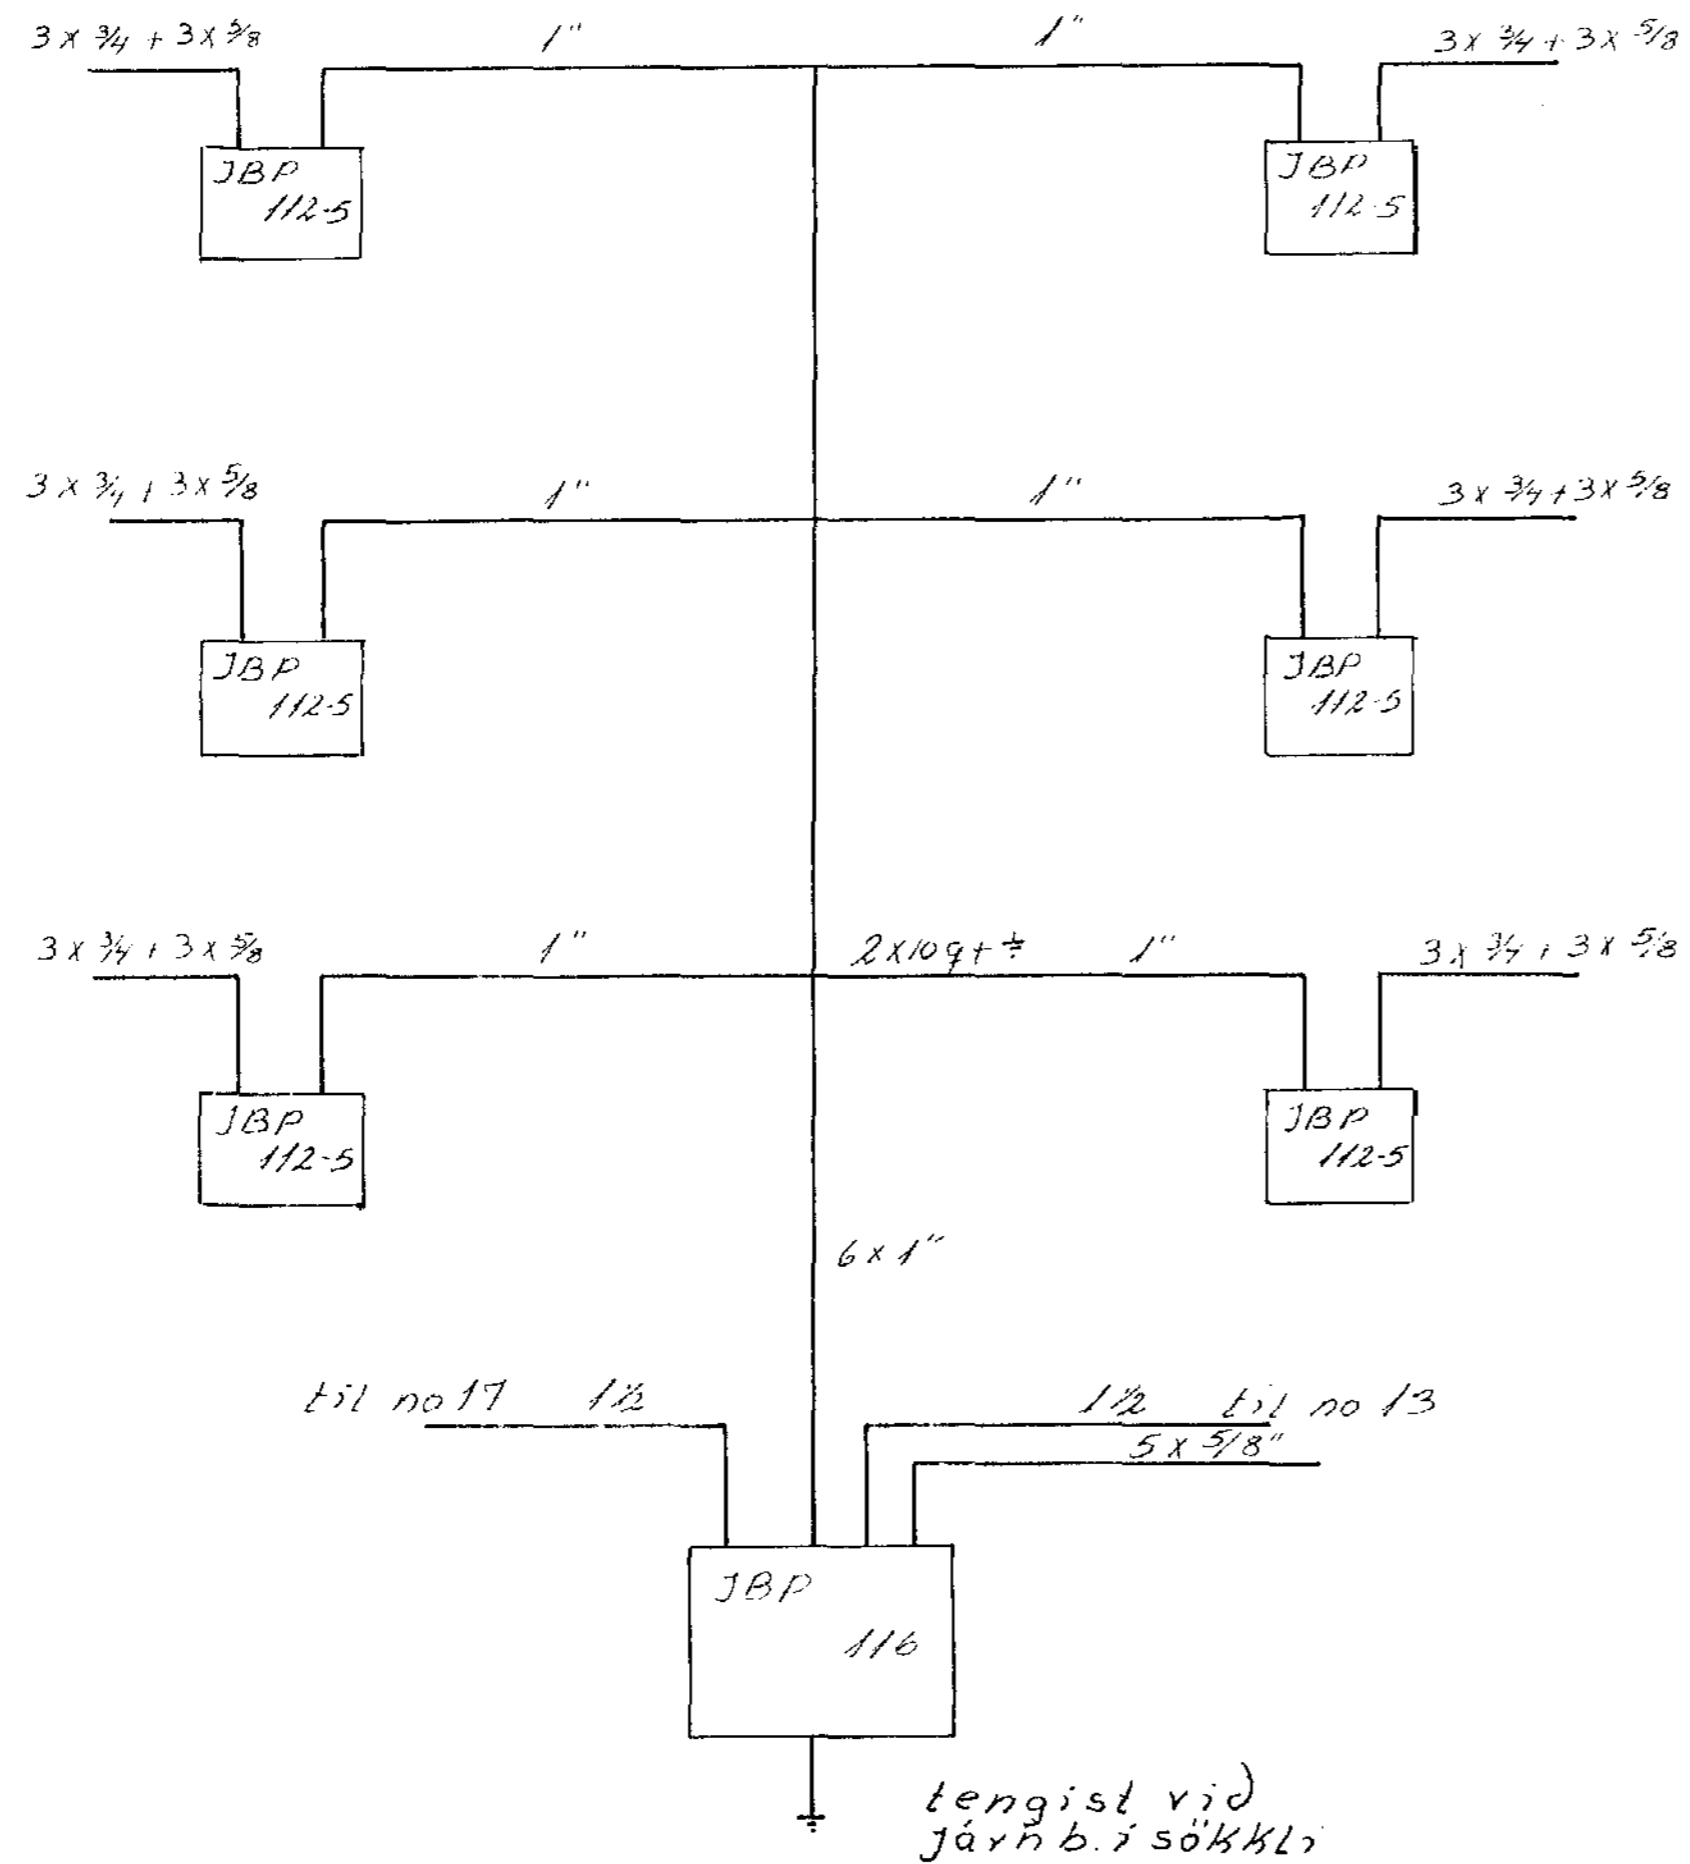 3 x 3/4 + 3 x 5/8
1"
1"
3 x 3/4 + 3 x 5/8
JBP
112-5
JBP
112-5
3 x 3/4 + 3 x 5/8
1"
1"
3 x 3/4 + 3 x 5/8
JBP
112-5
JBP
112-5
3 x 3/4 + 3 x 5/8
1"
2x10q + ⏚
1"
3 x 3/4 + 3 x 5/8
JBP
112-5
JBP
112-5
6 x 1"
til no 17
1 1/2
1 1/2
til no 13
5 x 5/8"
JBP
116
tengist við
járnb. í sökkli